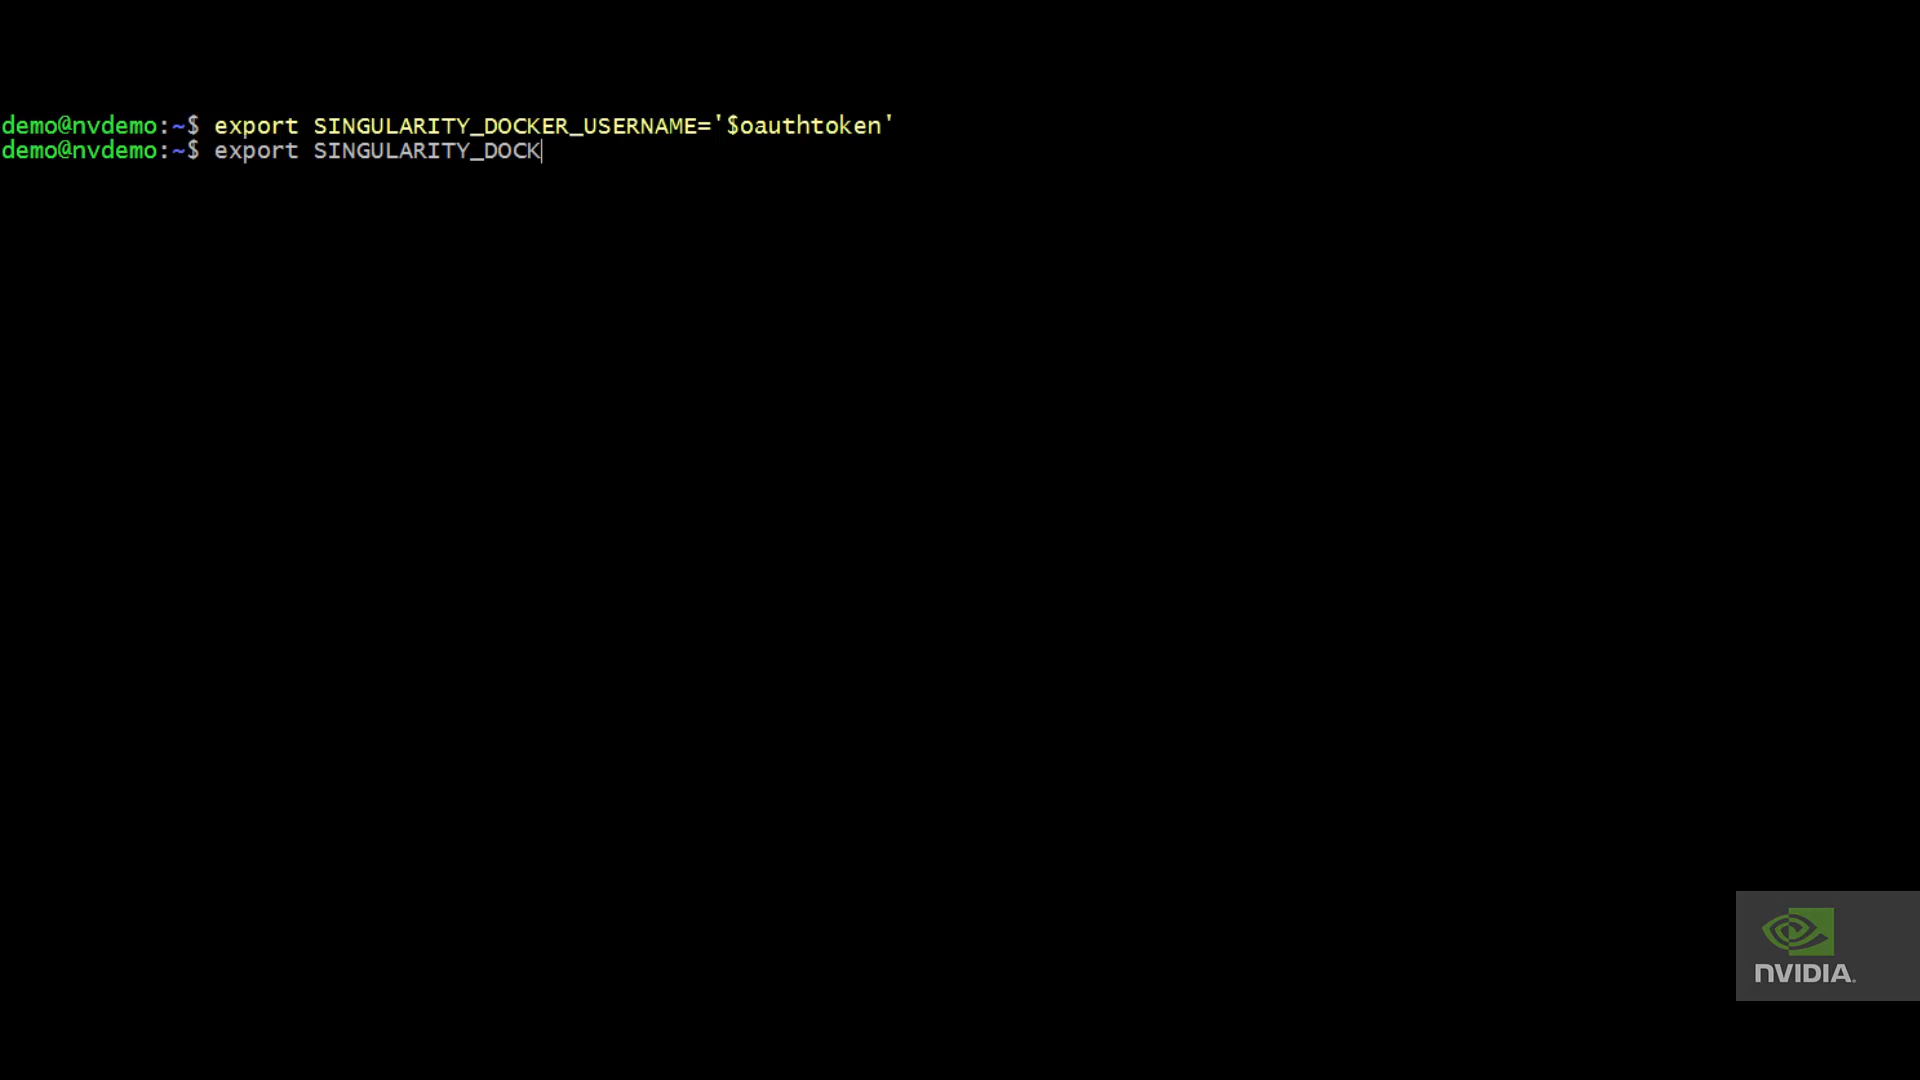 demo@nvdemo:~$ export SINGULARITY_DOCKER_USERNAME='$oauthtoken'
demo@nvdemo:~$ export SINGULARITY_DOCK
NVIDIA.